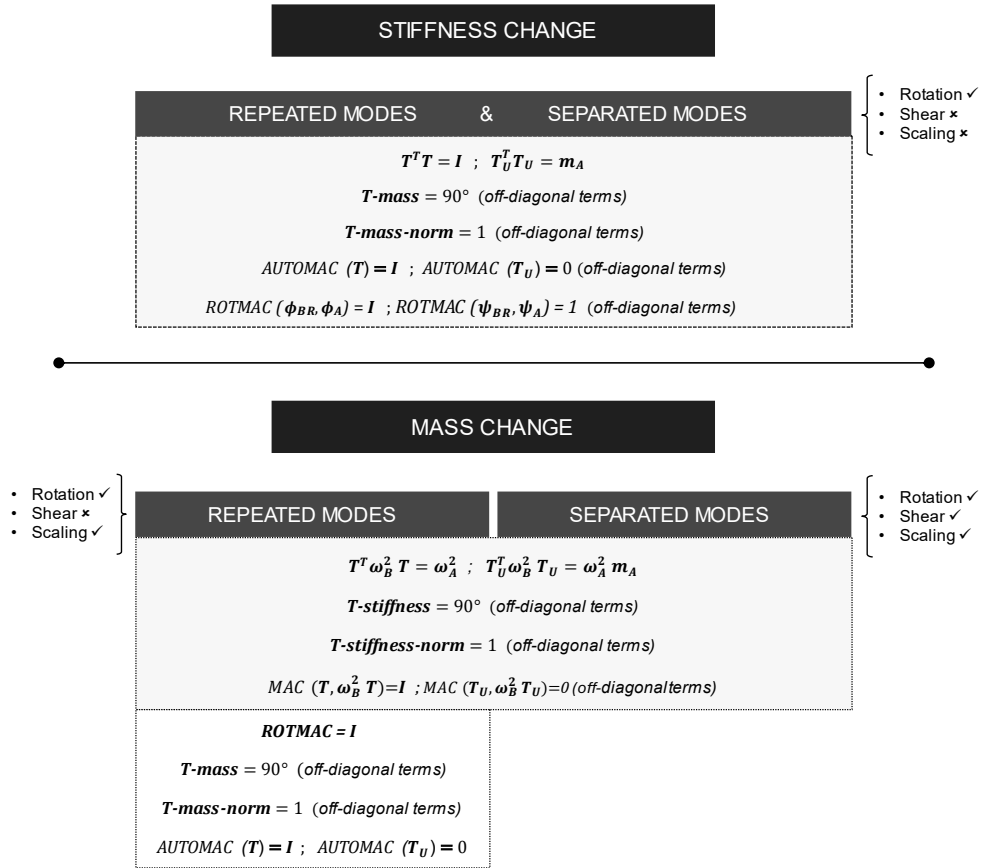 STIFFNESS CHANGE
REPEATED MODES & SEPARATED MODES
• Rotation ✓
• Shear ×
• Scaling ×
T^T T = I ; T_U^T T_U = m_A
T-mass = 90° (off-diagonal terms)
T-mass-norm = 1 (off-diagonal terms)
AUTOMAC (T) = I ; AUTOMAC (T_U) = 0 (off-diagonal terms)
ROTMAC (ϕ_BR, ϕ_A) = I ; ROTMAC (ψ_BR, ψ_A) = 1 (off-diagonal terms)
MASS CHANGE
• Rotation ✓
• Shear ×
• Scaling ✓
REPEATED MODES
SEPARATED MODES
• Rotation ✓
• Shear ✓
• Scaling ✓
T^T ω_B^2 T = ω_A^2 ; T_U^T ω_B^2 T_U = ω_A^2 m_A
T-stiffness = 90° (off-diagonal terms)
T-stiffness-norm = 1 (off-diagonal terms)
MAC (T, ω_B^2 T)=I ; MAC (T_U, ω_B^2 T_U)=0 (off-diagonalterms)
ROTMAC = I
T-mass = 90° (off-diagonal terms)
T-mass-norm = 1 (off-diagonal terms)
AUTOMAC (T) = I ; AUTOMAC (T_U) = 0